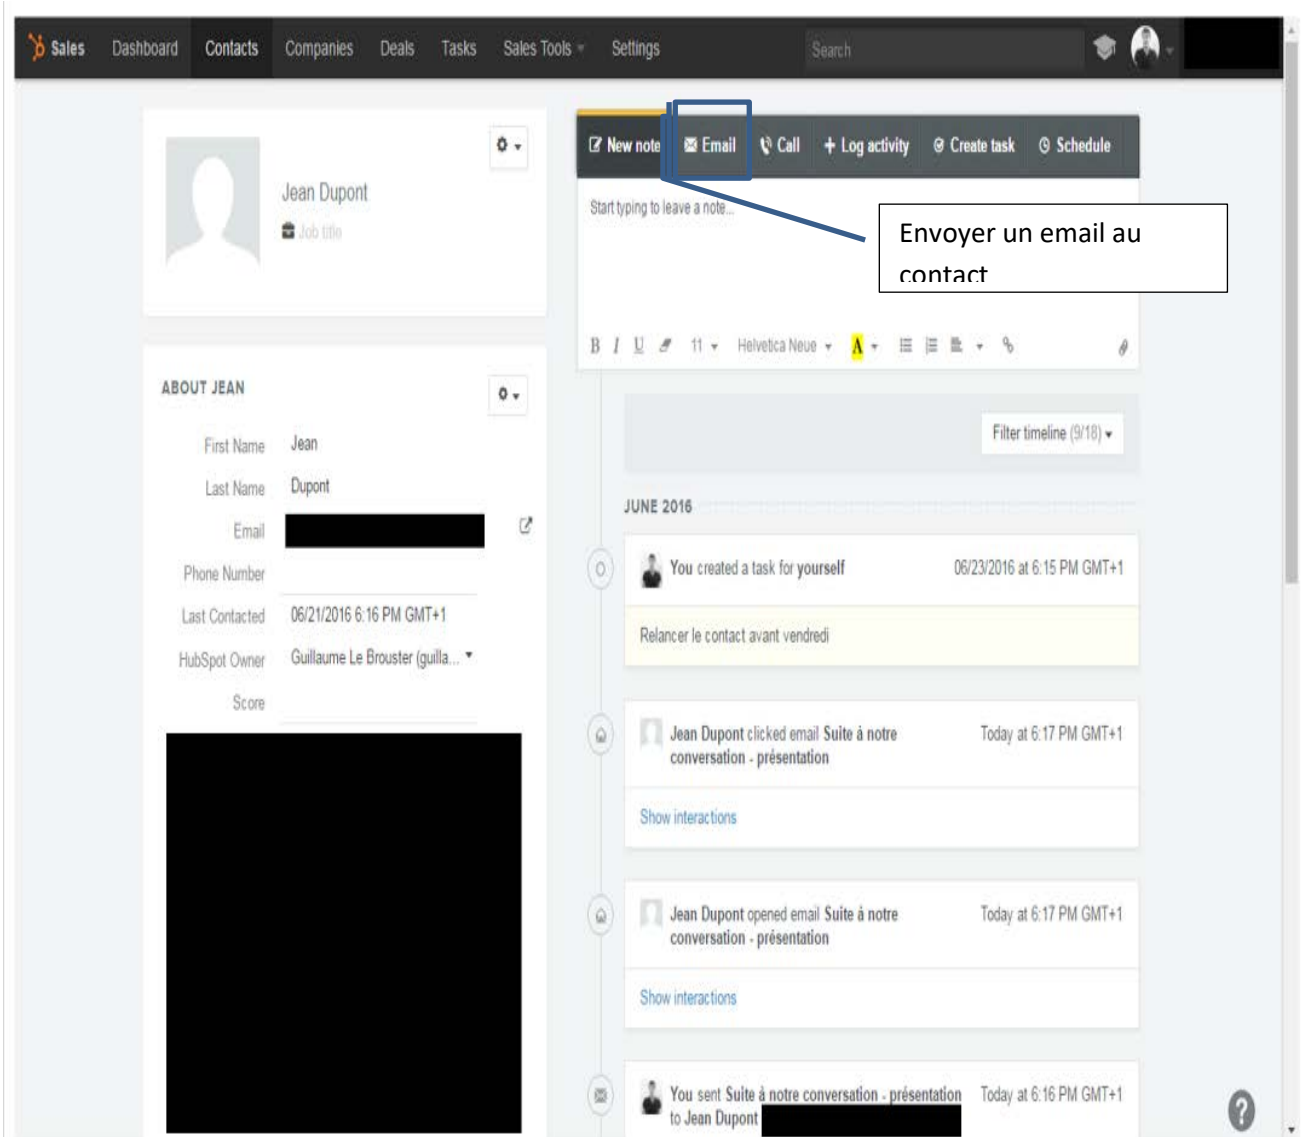 Sales Dashboard Contacts Companies Deals Tasks Sales Tools Settings Search
Jean Dupont
Job title
New note Email Call + Log activity Create task Schedule
Start typing to leave a note...
Envoyer un email au
contact
B I U 11 Helvetica Neue A
ABOUT JEAN
First Name Jean
Last Name Dupont
Email
Phone Number
Last Contacted 06/21/2016 6:16 PM GMT+1
HubSpot Owner Guillaume Le Brouster (guilla...
Score
Filter timeline (9/18)
JUNE 2016
You created a task for yourself 06/23/2016 at 6:15 PM GMT+1
Relancer le contact avant vendredi
Jean Dupont clicked email Suite à notre Today at 6:17 PM GMT+1
conversation - présentation
Show interactions
Jean Dupont opened email Suite à notre Today at 6:17 PM GMT+1
conversation - présentation
Show interactions
You sent Suite à notre conversation - présentation Today at 6:16 PM GMT+1
to Jean Dupont
?